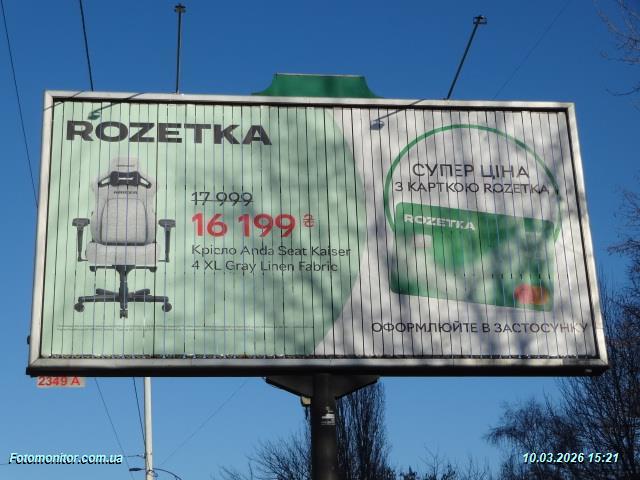 ROZETKA
17 999
16 199 ₴
Крісло Anda Seat Kaiser
4 XL Gray Linen Fabric
СУПЕР ЦІНА
З КАРТКОЮ ROZETKA
ROZETKA
ОФОРМЛЮЙТЕ В ЗАСТОСУНКУ
2349 A
Fotomonitor.com.ua
10.03.2026 15:21